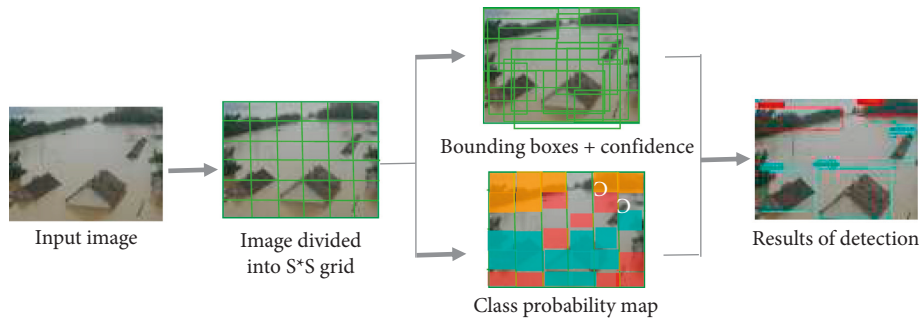 Input image
Image divided
into S*S grid
Bounding boxes + confidence
Class probability map
Results of detection